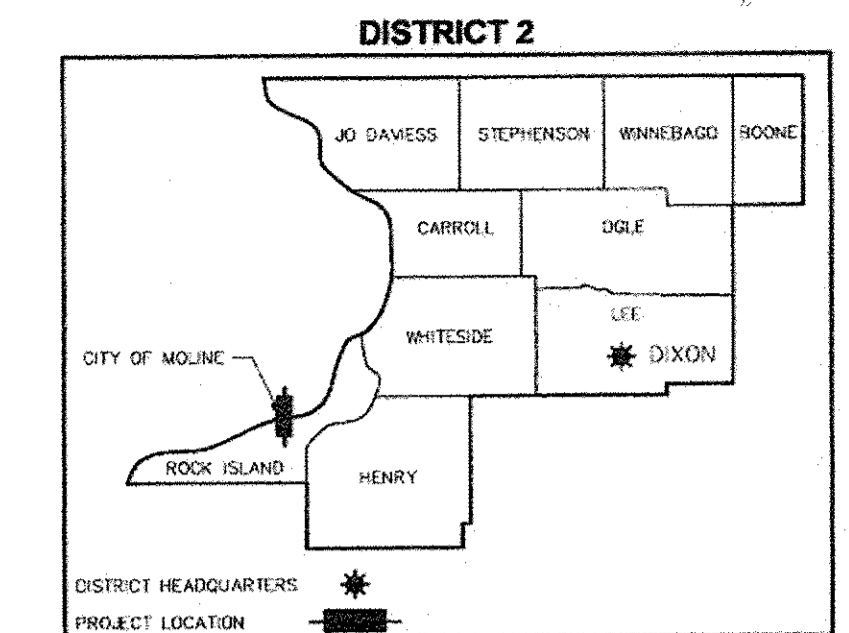 DISTRICT 2
JO DAVIESS STEPHENSON WINNEBAGO BOONE
CARROLL OGLE
LEE
WHITESIDE
CITY OF MOLINE
DIXON
ROCK ISLAND
HENRY
DISTRICT HEADQUARTERS
PROJECT LOCATION